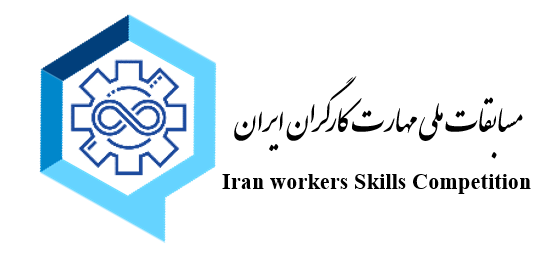 مسابقات ملی مهارت کارگران ایران
Iran workers Skills Competition